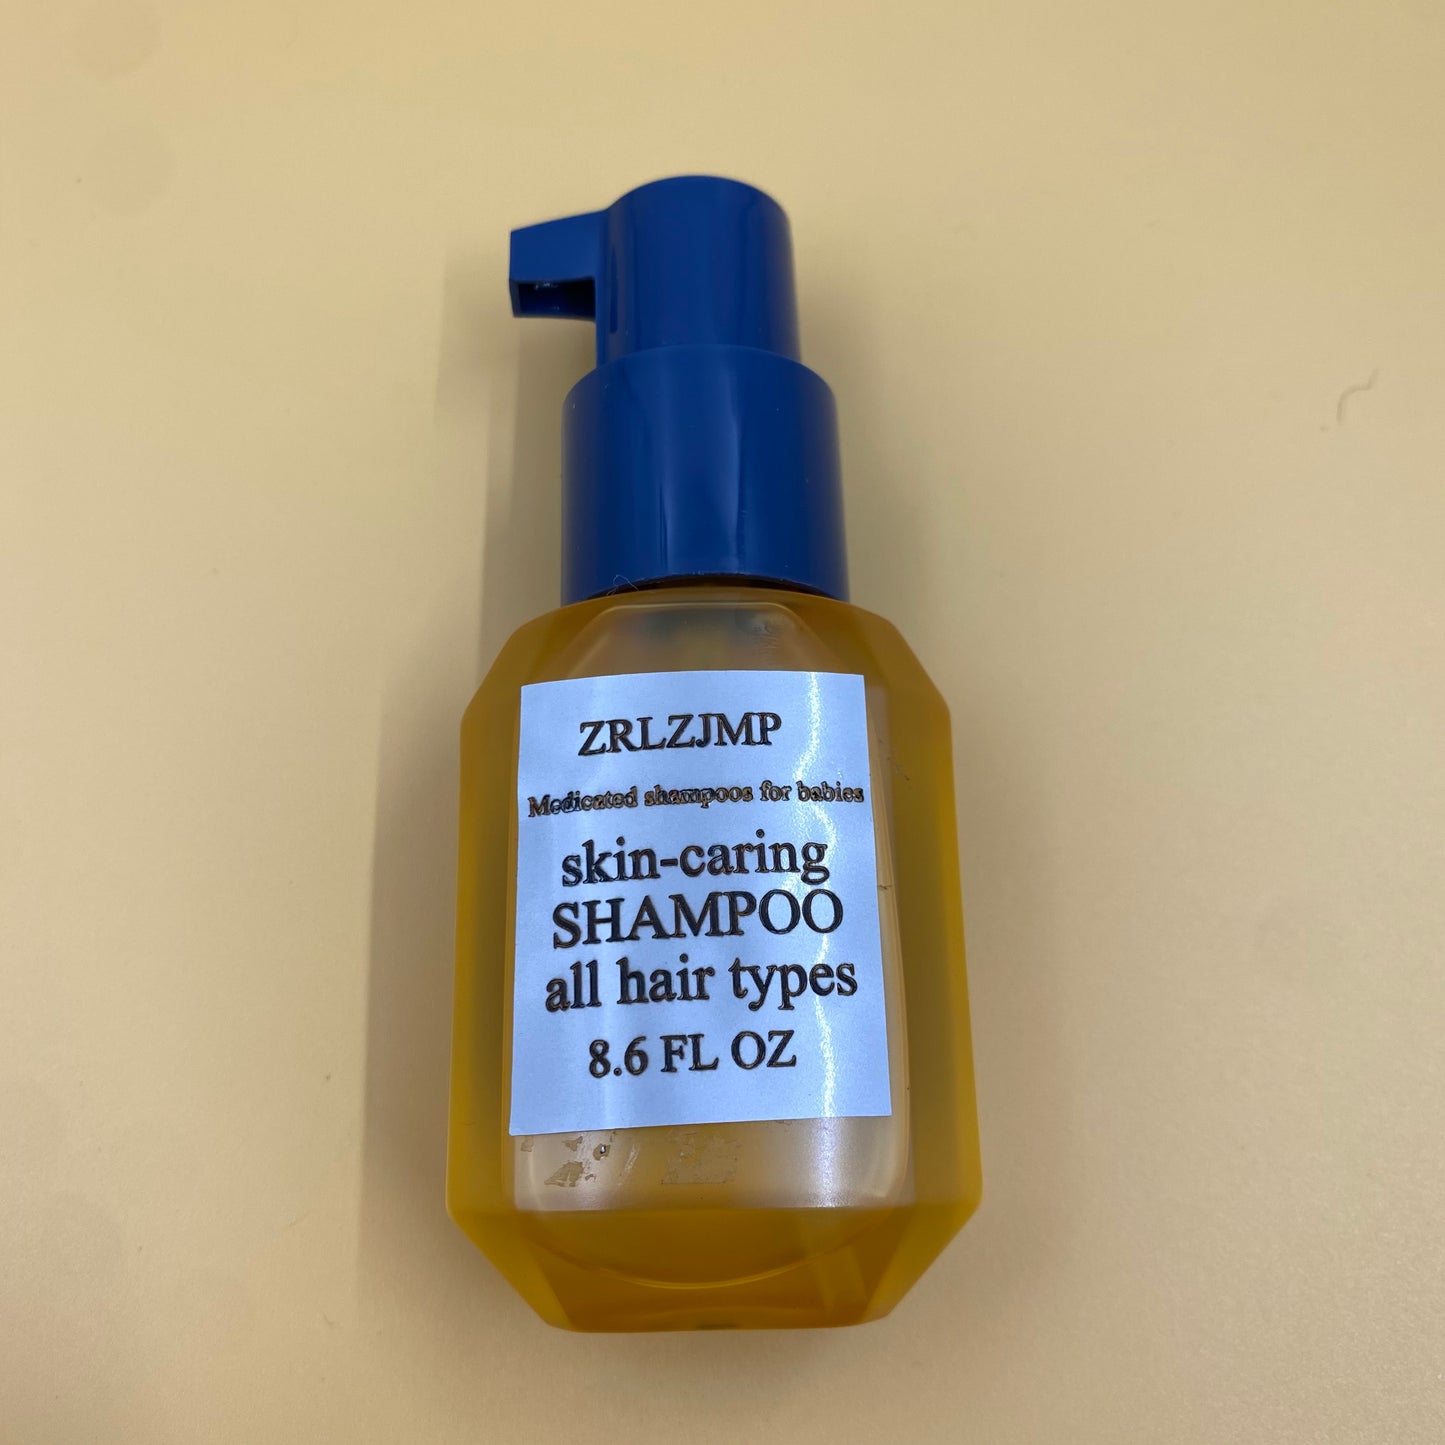 ZRLZJMP
Medicated shampoos for babies
skin-caring
SHAMPOO
all hair types
8.6 FL OZ